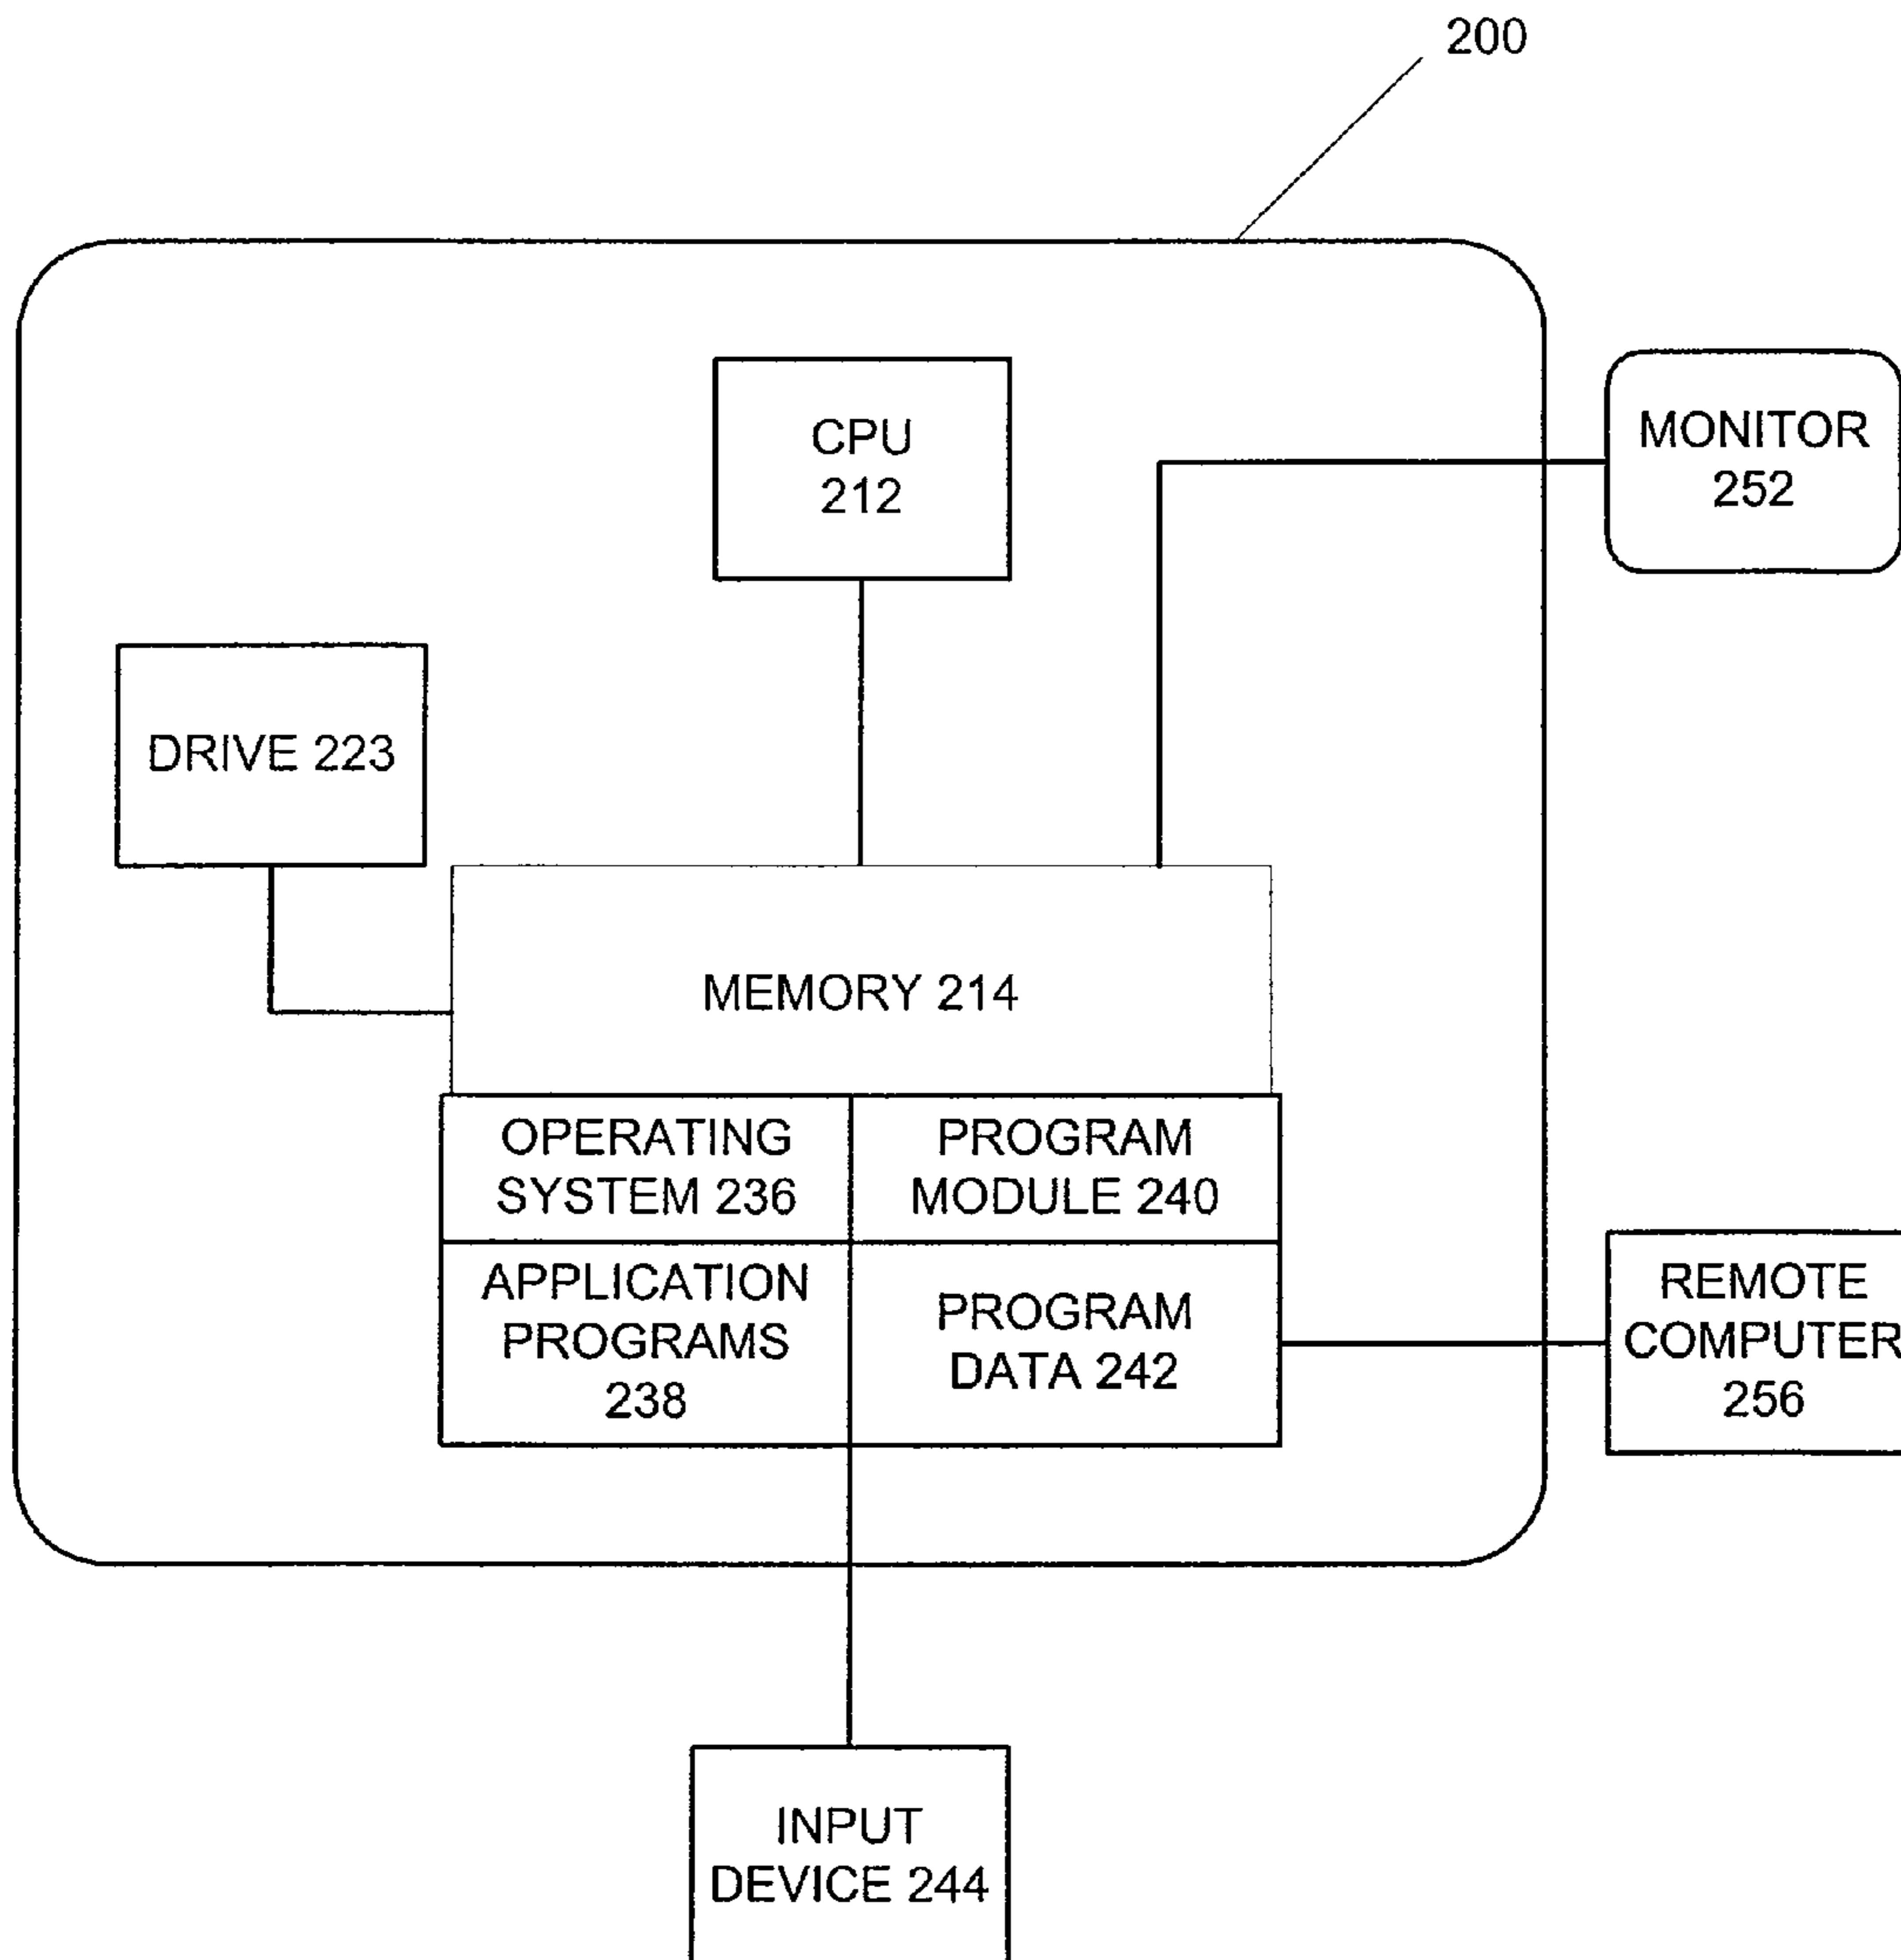 200
CPU
212
MONITOR
252
DRIVE 223
MEMORY 214
OPERATING
SYSTEM 236
PROGRAM
MODULE 240
APPLICATION
PROGRAMS
238
PROGRAM
DATA 242
REMOTE
COMPUTER
256
INPUT
DEVICE 244